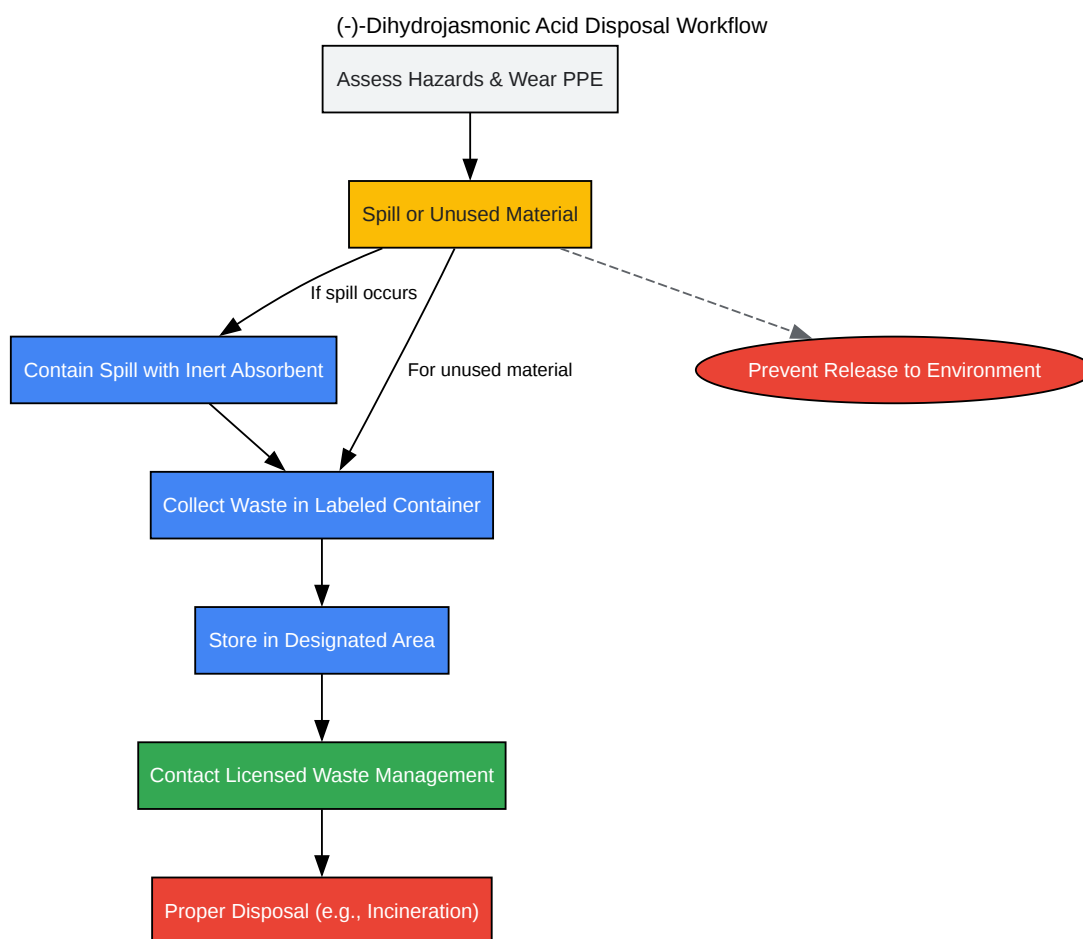 (-)-Dihydrojasmonic Acid Disposal Workflow
Assess Hazards & Wear PPE
Spill or Unused Material
If spill occurs
Contain Spill with Inert Absorbent
For unused material
Prevent Release to Environment
Collect Waste in Labeled Container
Store in Designated Area
Contact Licensed Waste Management
Proper Disposal (e.g., Incineration)